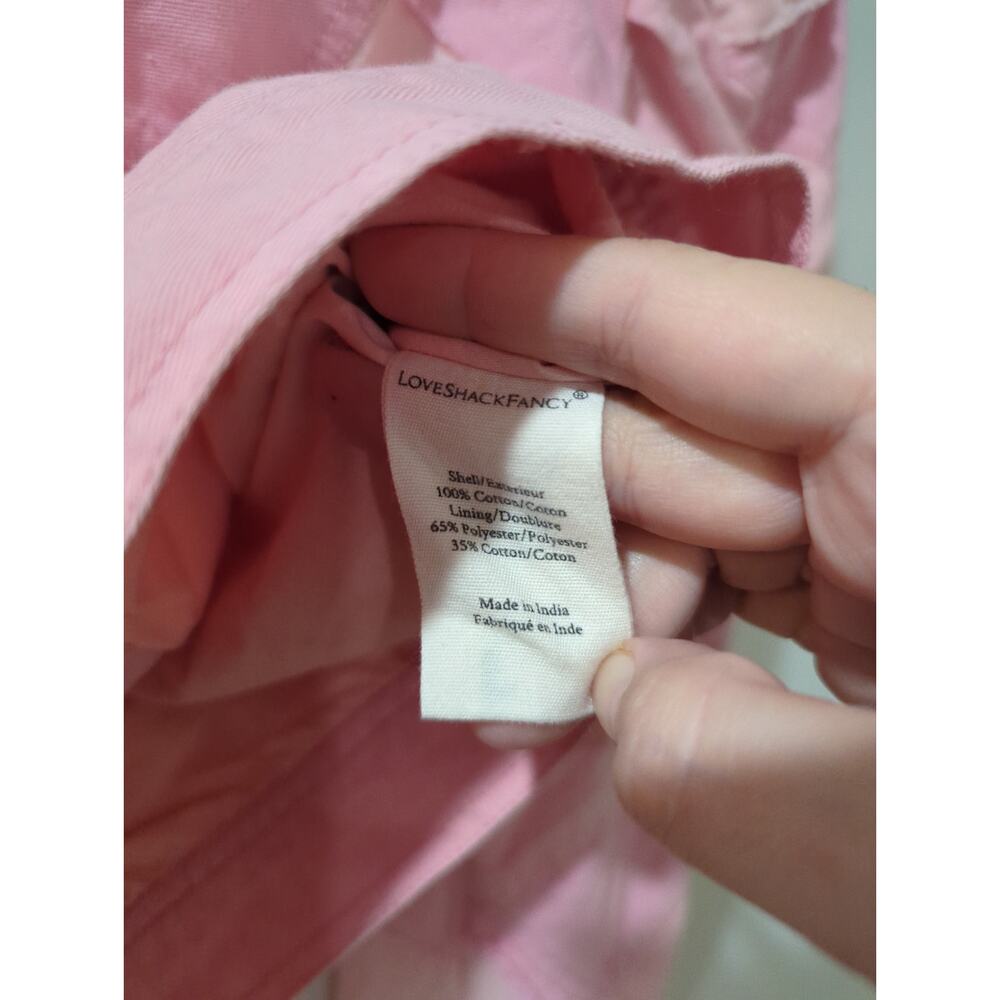 LOVESHACKFANCY®
Shell/Exterieur
100% Cotton/Coton
Lining/Doublure
65% Polyester/Polyester
35% Cotton/Coton
Made in India
Fabriqué en Inde